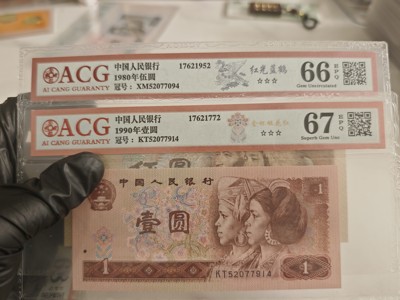 ACG
AI CANG GUARANTY
中国人民银行 17621952
1980年伍圆
冠号: XM52077094
红光蓝鹤
☆☆☆
66 EPQ
Gem Uncirculated
ACG
AI CANG GUARANTY
中国人民银行 17621772
1990年壹圆
冠号: KT52077914
☆☆☆
67 EPQ
Superb Gem Unc
伍圆
中国人民银行
1
壹圆
KT52077914
1
1